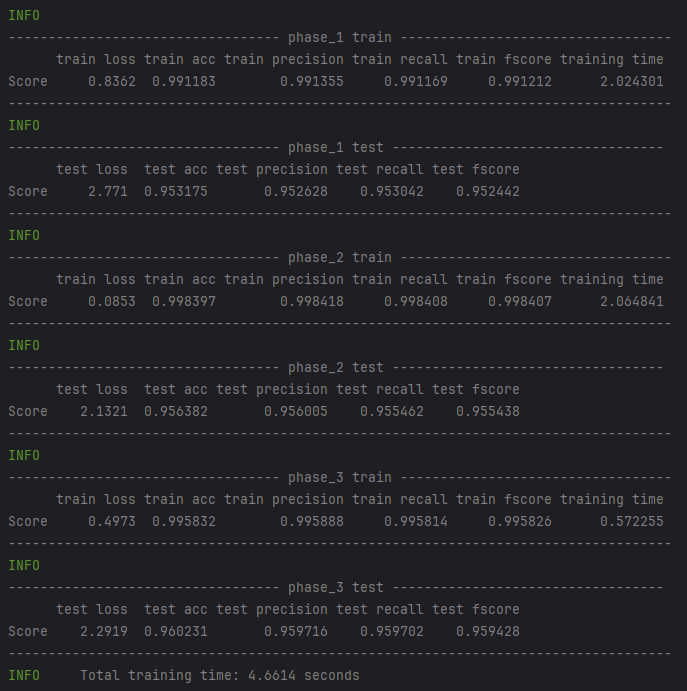 INFO
---------------------------------- phase_1 train ----------------------------------
train loss train acc train precision train recall train fscore training time
Score 0.8362 0.991183 0.991355 0.991169 0.991212 2.024301
-----------------------------------------------------------------------------------
INFO
---------------------------------- phase_1 test ----------------------------------
test loss test acc test precision test recall test fscore
Score 2.771 0.953175 0.952628 0.953042 0.952442
-----------------------------------------------------------------------------------
INFO
---------------------------------- phase_2 train ----------------------------------
train loss train acc train precision train recall train fscore training time
Score 0.0853 0.998397 0.998418 0.998408 0.998407 2.064841
-----------------------------------------------------------------------------------
INFO
---------------------------------- phase_2 test ----------------------------------
test loss test acc test precision test recall test fscore
Score 2.1321 0.956382 0.956005 0.955462 0.955438
-----------------------------------------------------------------------------------
INFO
---------------------------------- phase_3 train ----------------------------------
train loss train acc train precision train recall train fscore training time
Score 0.4973 0.995832 0.995888 0.995814 0.995826 0.572255
-----------------------------------------------------------------------------------
INFO
---------------------------------- phase_3 test ----------------------------------
test loss test acc test precision test recall test fscore
Score 2.2919 0.960231 0.959716 0.959702 0.959428
-----------------------------------------------------------------------------------
INFO Total training time: 4.6614 seconds